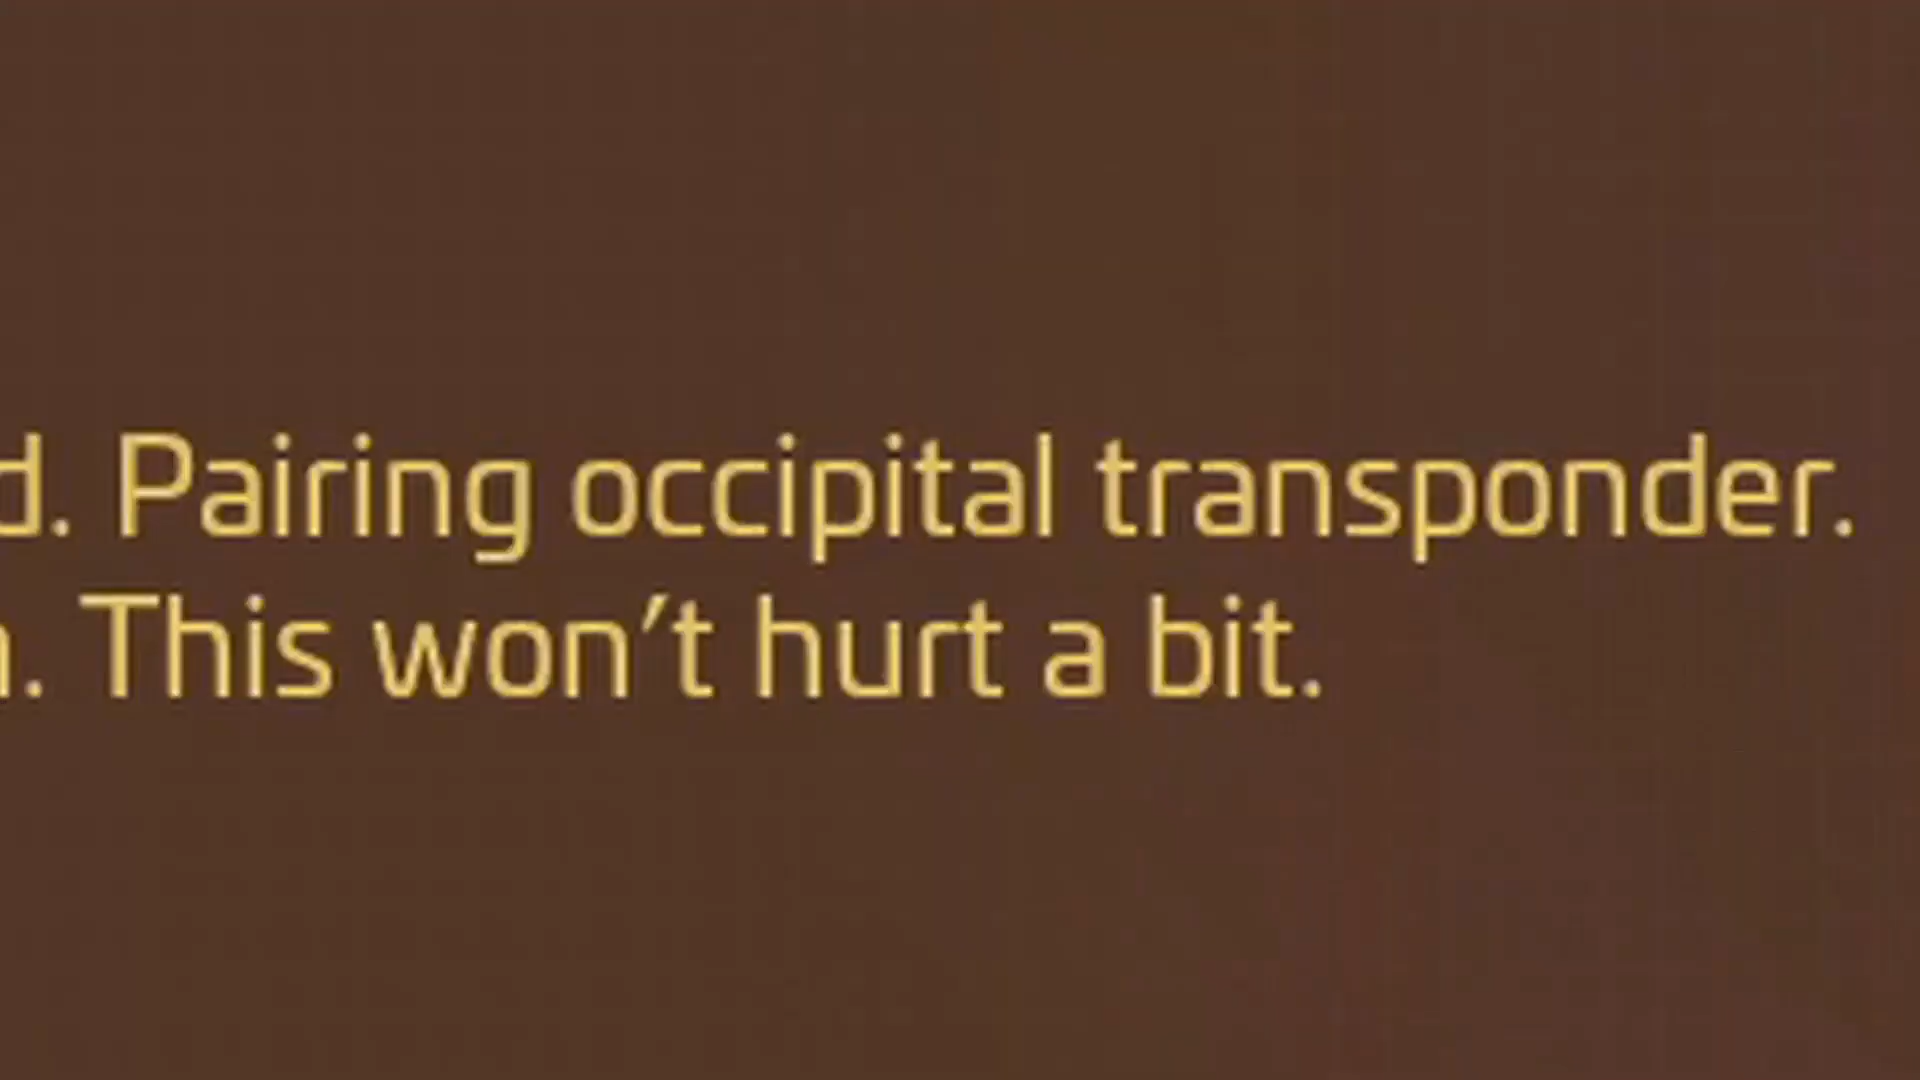 d. Pairing occipital transponder.
. This won’t hurt a bit.